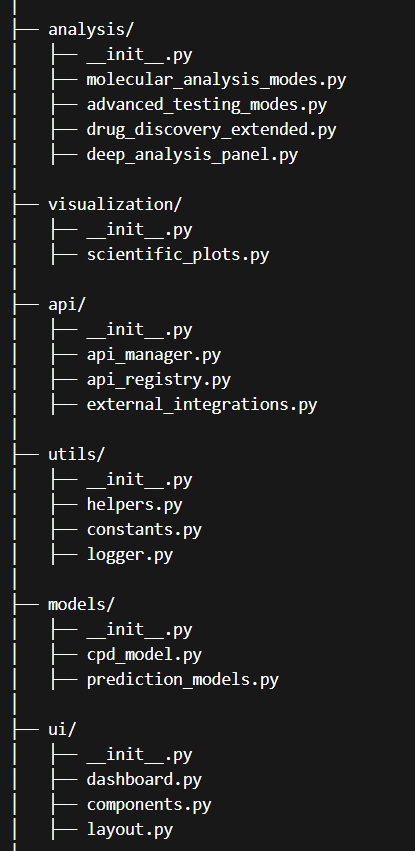 │
├── analysis/
│   ├── __init__.py
│   ├── molecular_analysis_modes.py
│   ├── advanced_testing_modes.py
│   ├── drug_discovery_extended.py
│   ├── deep_analysis_panel.py
│
├── visualization/
│   ├── __init__.py
│   ├── scientific_plots.py
│
├── api/
│   ├── __init__.py
│   ├── api_manager.py
│   ├── api_registry.py
│   ├── external_integrations.py
│
├── utils/
│   ├── __init__.py
│   ├── helpers.py
│   ├── constants.py
│   ├── logger.py
│
├── models/
│   ├── __init__.py
│   ├── cpd_model.py
│   ├── prediction_models.py
│
├── ui/
│   ├── __init__.py
│   ├── dashboard.py
│   ├── components.py
│   ├── layout.py
│